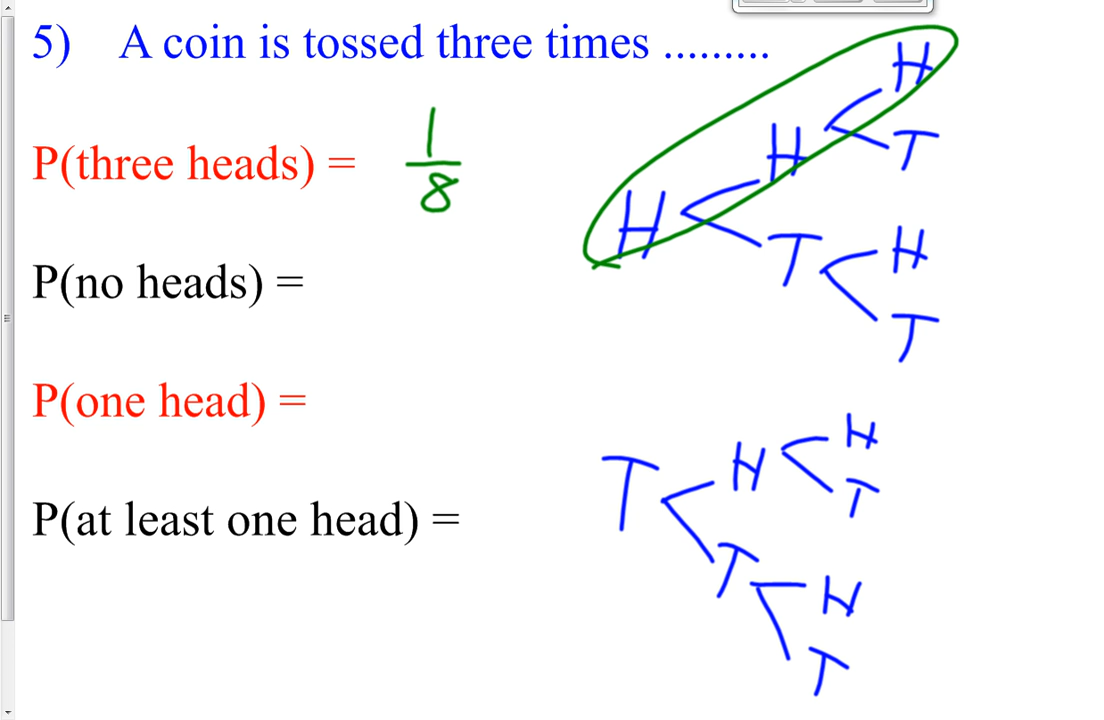 5) A coin is tossed three times .........
P(three heads) = 1/8
P(no heads) =
P(one head) =
P(at least one head) =
H
H
T
H
T
H
T
T
H
T
H
T
H
T